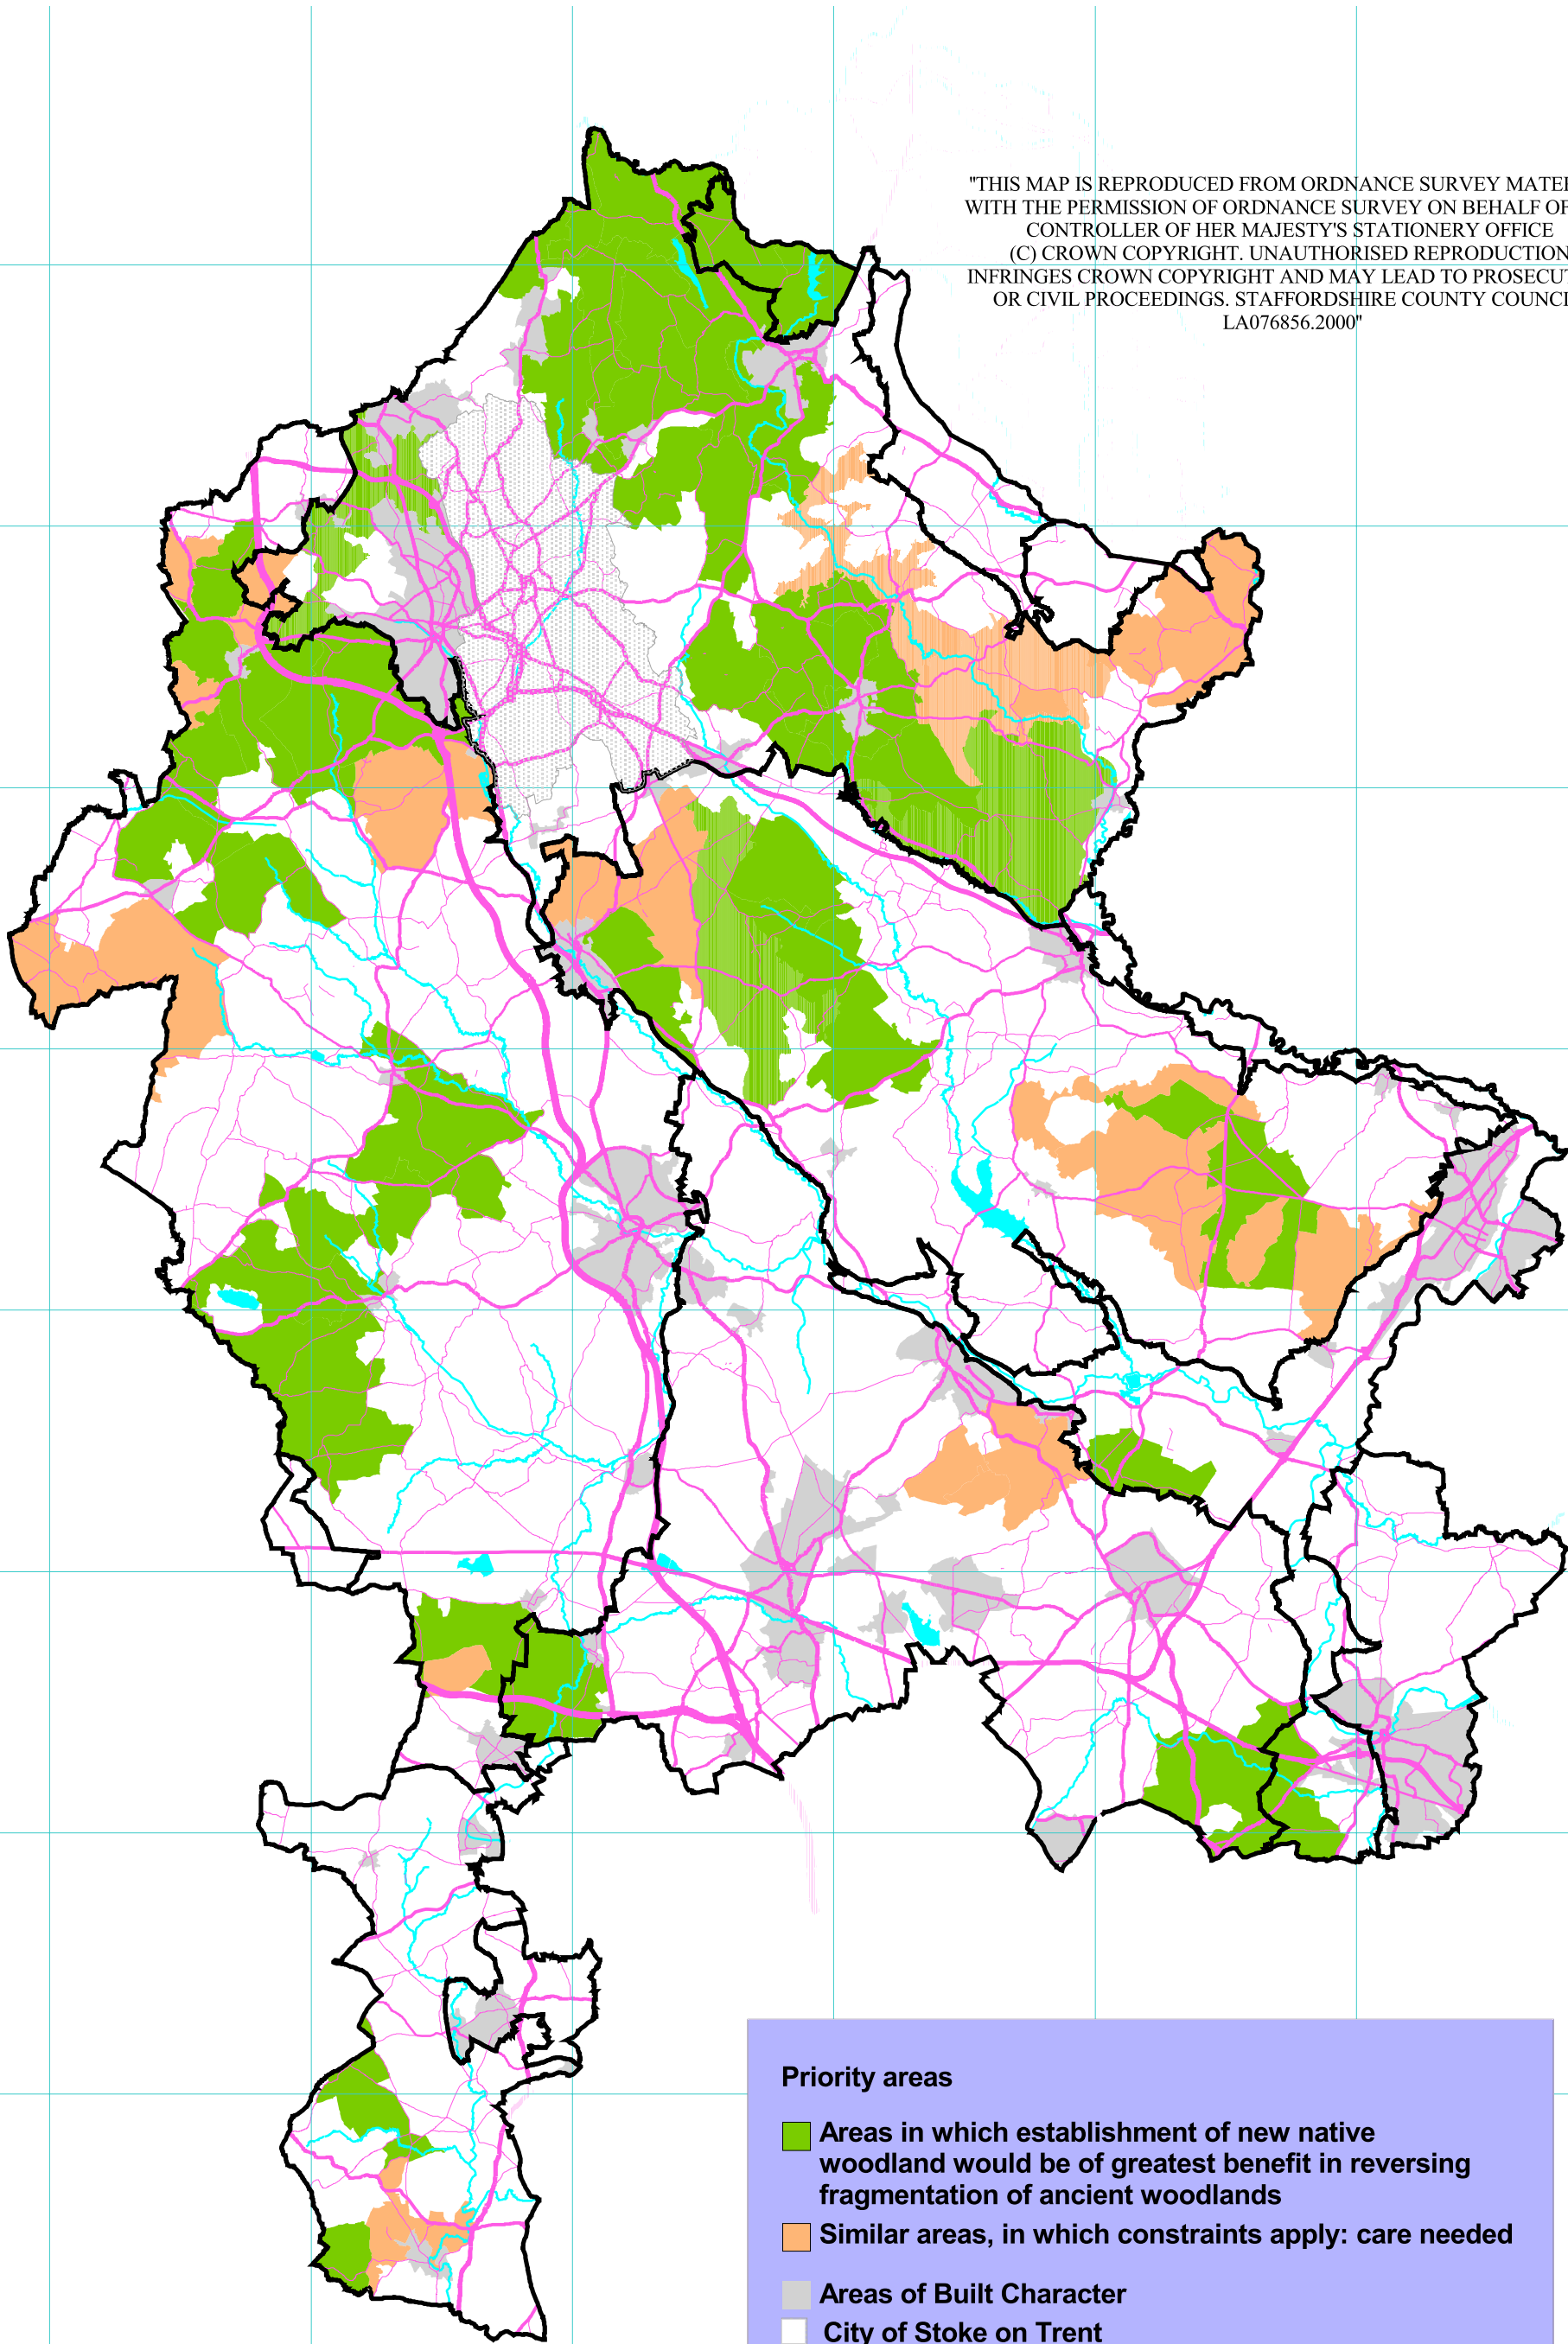 "THIS MAP IS REPRODUCED FROM ORDNANCE SURVEY MATE
WITH THE PERMISSION OF ORDNANCE SURVEY ON BEHALF OF
CONTROLLER OF HER MAJESTY'S STATIONERY OFFICE
(C) CROWN COPYRIGHT. UNAUTHORISED REPRODUCTION
INFRINGES CROWN COPYRIGHT AND MAY LEAD TO PROSECU
OR CIVIL PROCEEDINGS. STAFFORDSHIRE COUNTY COUNCI
LA076856.2000"
Priority areas
Areas in which establishment of new native
woodland would be of greatest benefit in reversing
fragmentation of ancient woodlands
Similar areas, in which constraints apply: care needed
Areas of Built Character
City of Stoke on Trent